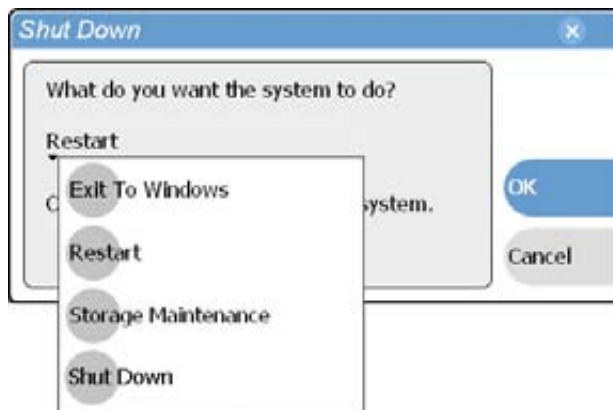 Shut Down
What do you want the system to do?
Restart
Exit To Windows
system.
OK
Restart
Cancel
Storage Maintenance
Shut Down